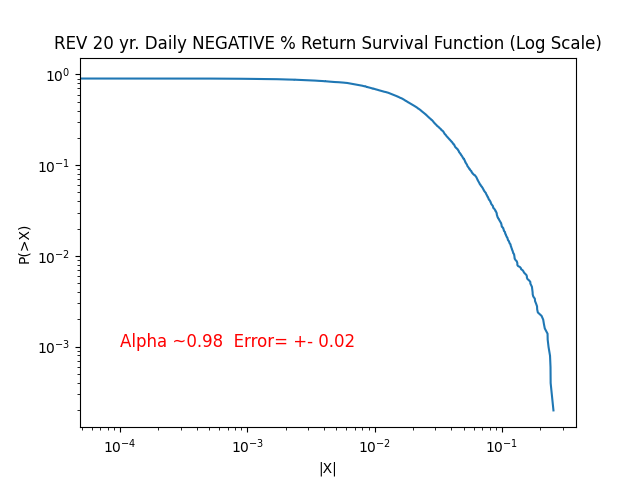 REV 20 yr. Daily NEGATIVE % Return Survival Function (Log Scale)
10^0
10^-1
10^-2
10^-3
P(>X)
Alpha ~0.98  Error= +- 0.02
10^-4 10^-3 10^-2 10^-1
|X|